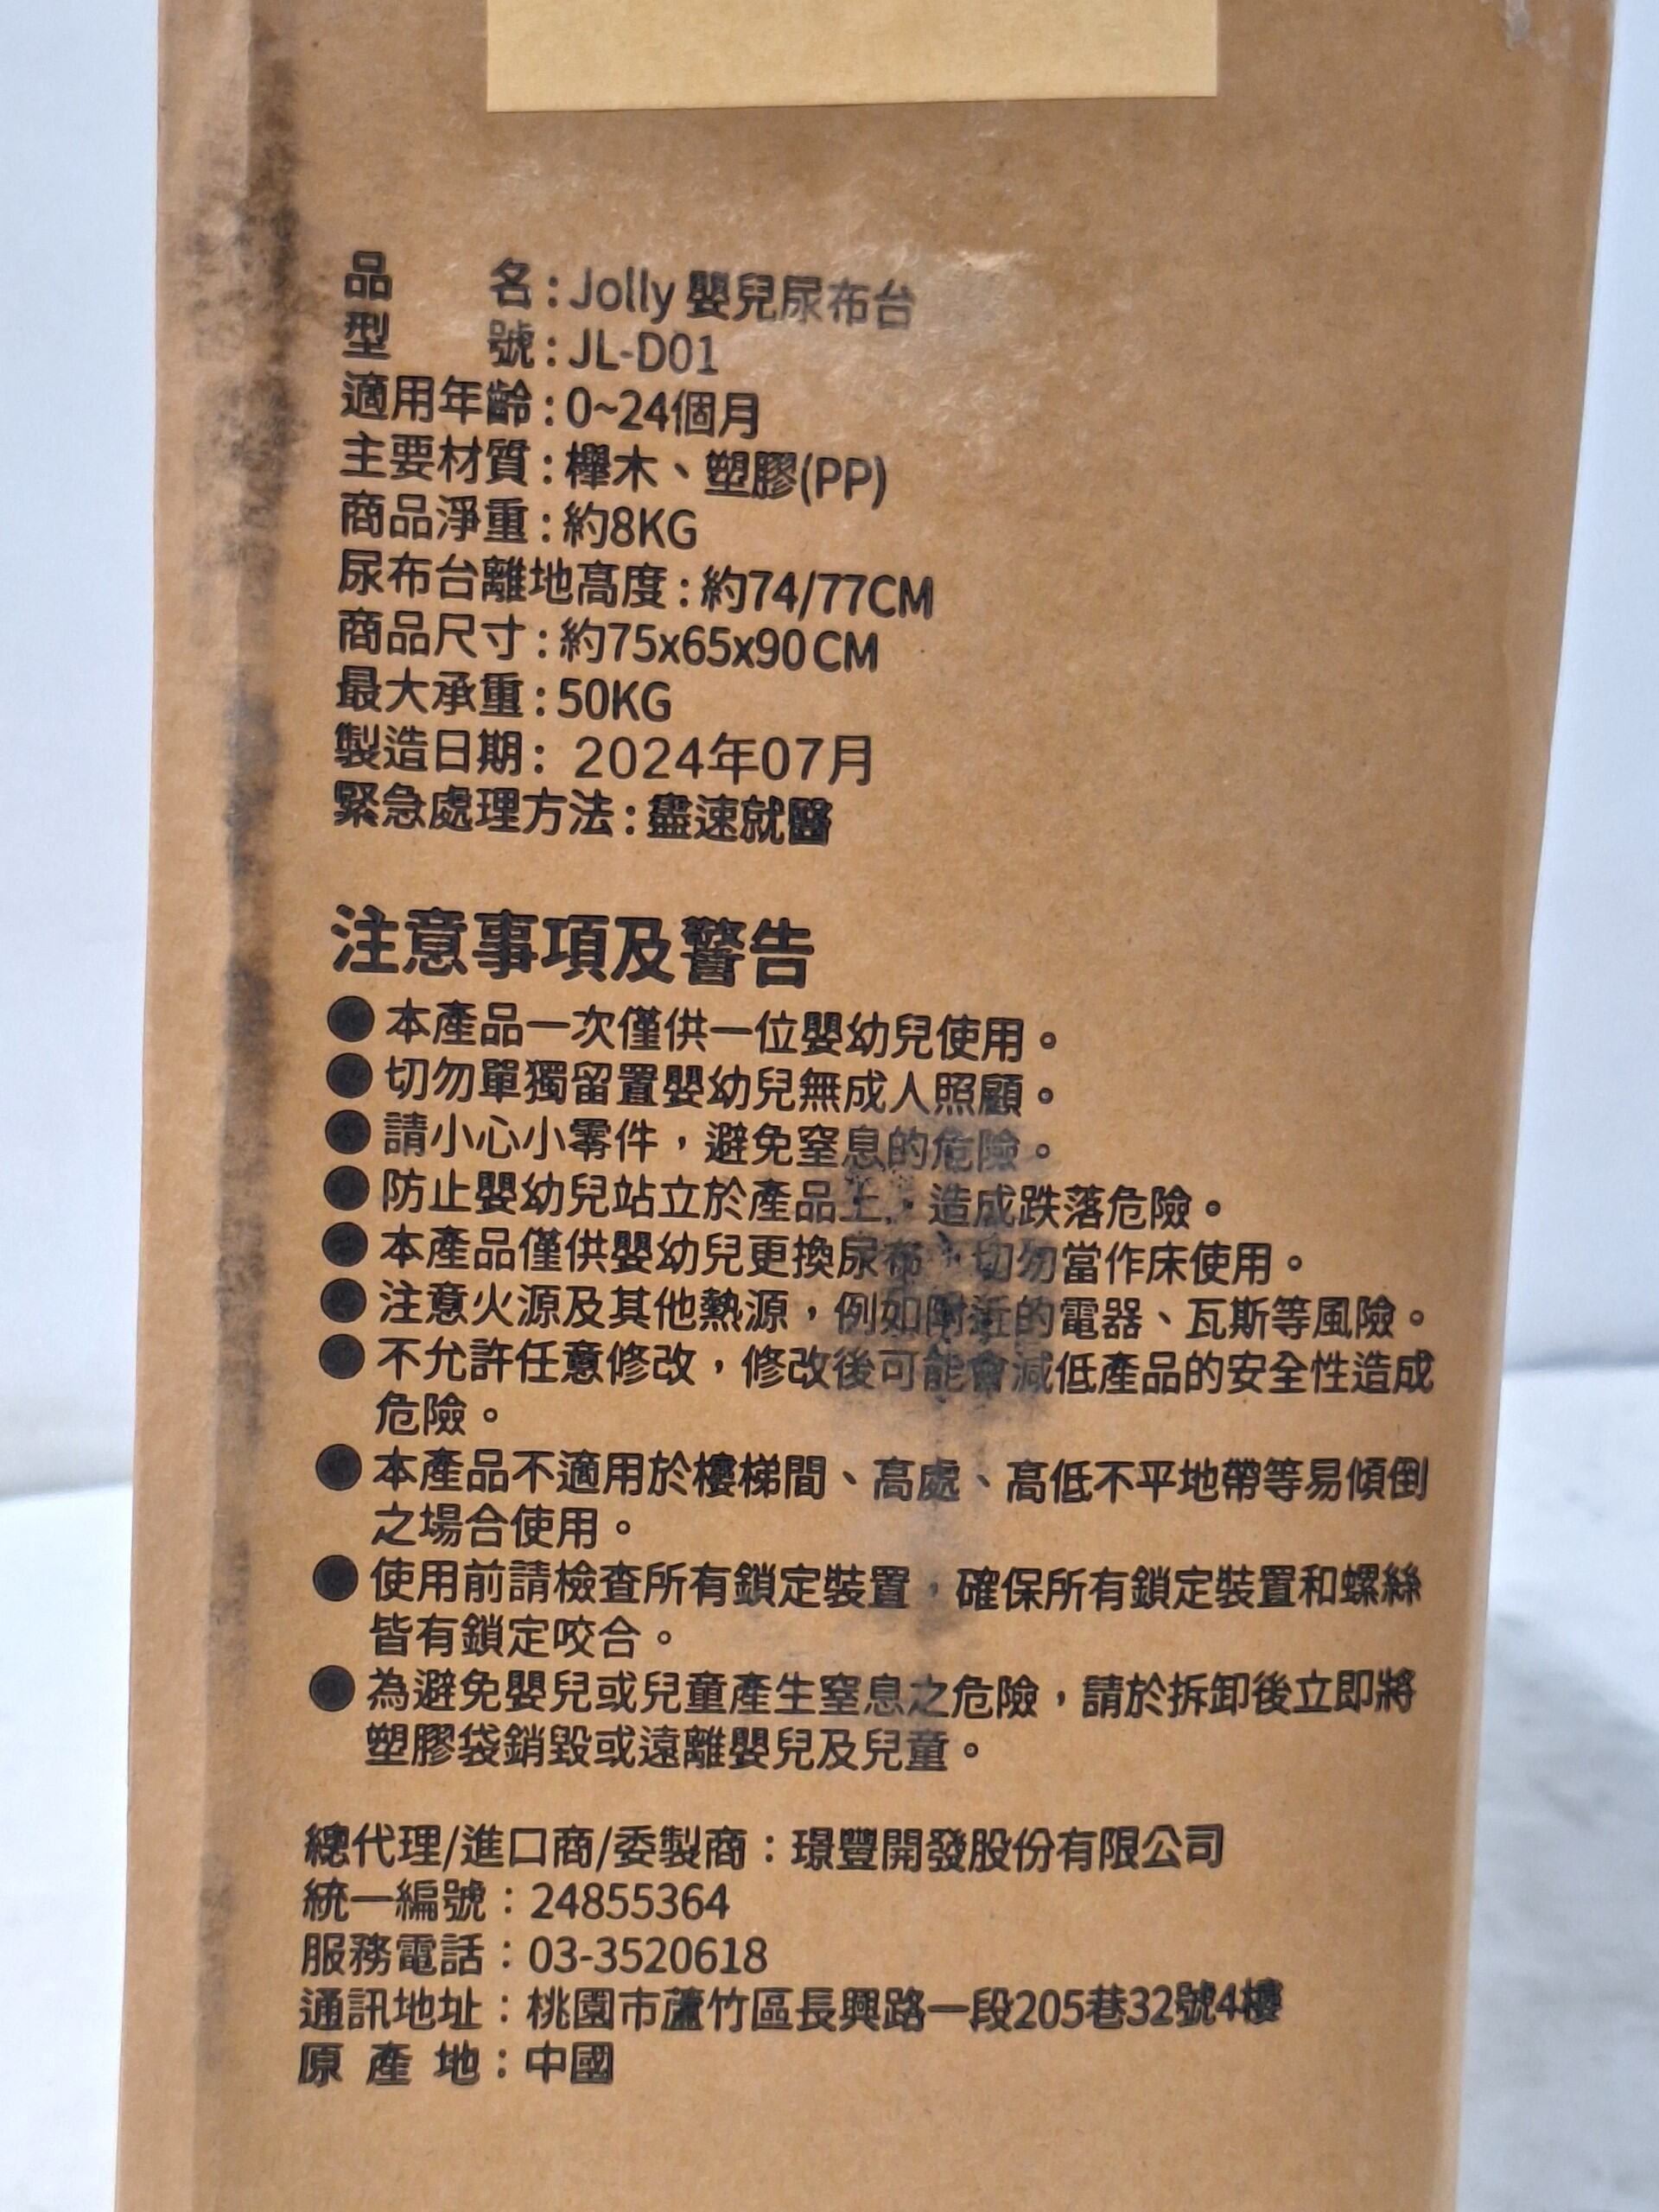 品　　名：Jolly 嬰兒尿布台
型　　號：JL-D01
適用年齡：0~24個月
主要材質：櫸木、塑膠(PP)
商品淨重：約8KG
尿布台離地高度：約74/77CM
商品尺寸：約75x65x90CM
最大承重：50KG
製造日期：2024年07月
緊急處理方法：盡速就醫
注意事項及警告
●本產品一次僅供一位嬰幼兒使用。
●切勿單獨留置嬰幼兒無成人照顧。
●請小心小零件，避免窒息的危險。
●防止嬰幼兒站立於產品上，造成跌落危險。
●本產品僅供嬰幼兒更換尿布，切勿當作床使用。
●注意火源及其他熱源，例如附近的電器、瓦斯等風險。
●不允許任意修改，修改後可能會減低產品的安全性造成
危險。
●本產品不適用於樓梯間、高處、高低不平地帶等易傾倒
之場合使用。
●使用前請檢查所有鎖定裝置，確保所有鎖定裝置和螺絲
皆有鎖定咬合。
●為避免嬰兒或兒童產生窒息之危險，請於拆卸後立即將
塑膠袋銷毀或遠離嬰兒及兒童。
總代理/進口商/委製商：璟豐開發股份有限公司
統一編號：24855364
服務電話：03-3520618
通訊地址：桃園市蘆竹區長興路一段205巷32號4樓
原 產 地：中國